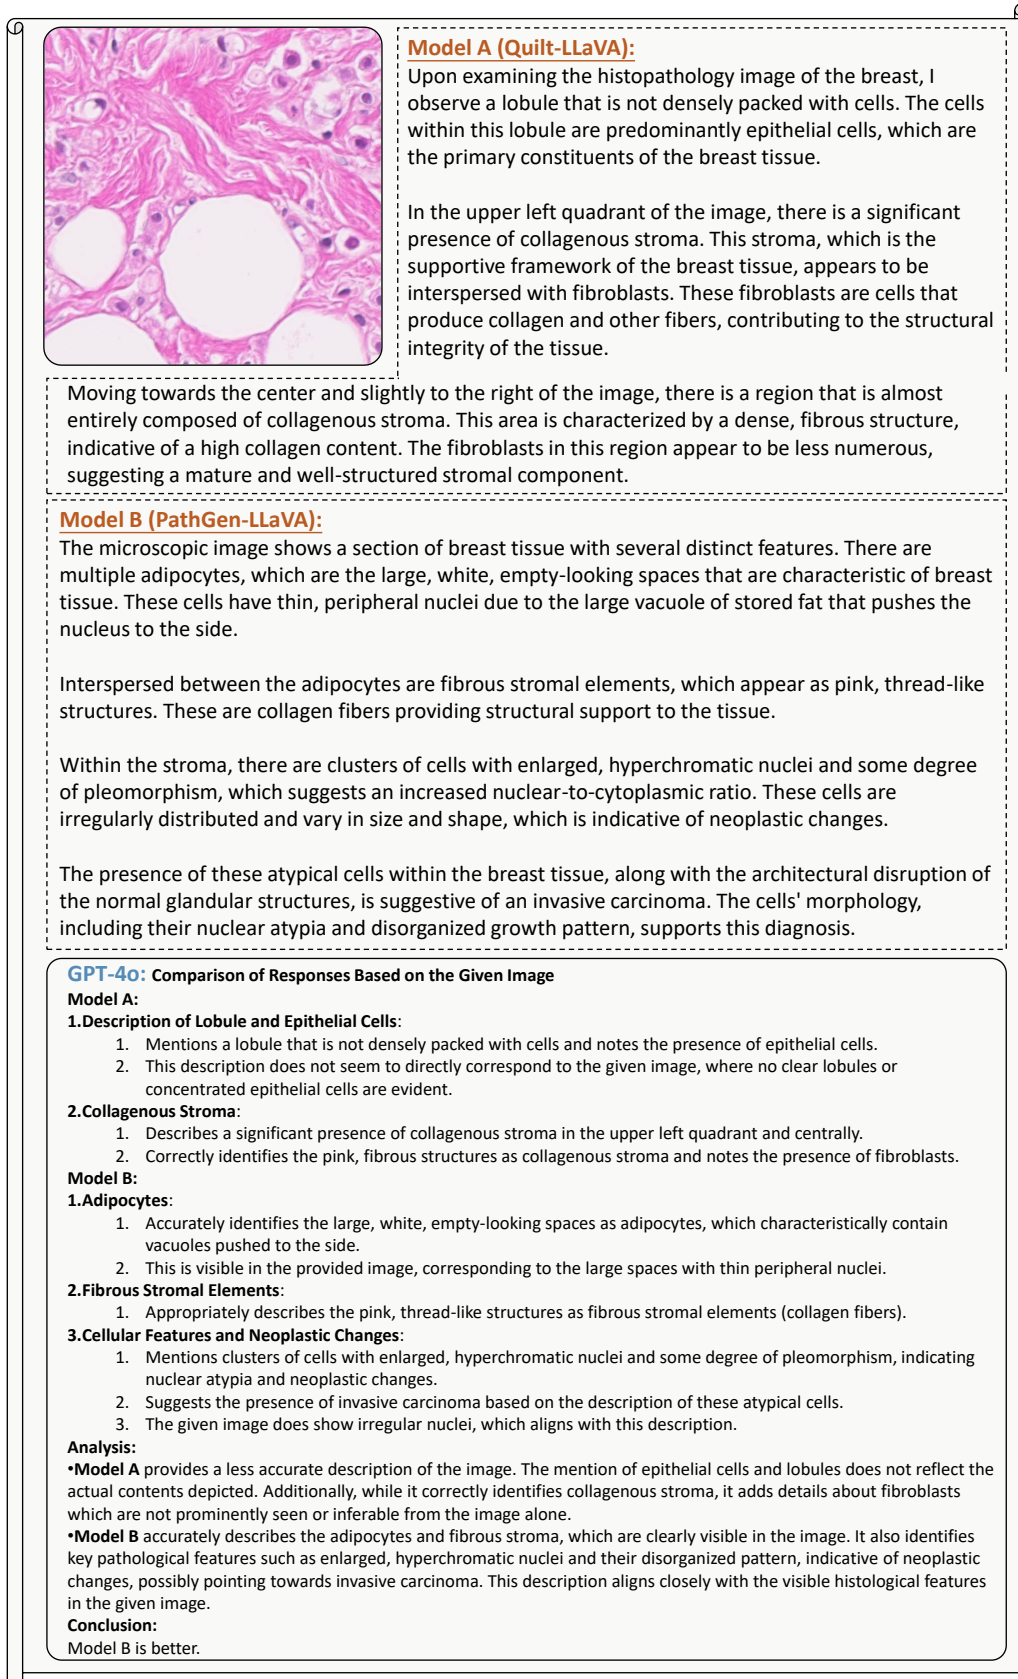 Model A (Quilt-LLaVA):
Upon examining the histopathology image of the breast, I
observe a lobule that is not densely packed with cells. The cells
within this lobule are predominantly epithelial cells, which are
the primary constituents of the breast tissue.
In the upper left quadrant of the image, there is a significant
presence of collagenous stroma. This stroma, which is the
supportive framework of the breast tissue, appears to be
interspersed with fibroblasts. These fibroblasts are cells that
produce collagen and other fibers, contributing to the structural
integrity of the tissue.
Moving towards the center and slightly to the right of the image, there is a region that is almost
entirely composed of collagenous stroma. This area is characterized by a dense, fibrous structure,
indicative of a high collagen content. The fibroblasts in this region appear to be less numerous,
suggesting a mature and well-structured stromal component.
Model B (PathGen-LLaVA):
The microscopic image shows a section of breast tissue with several distinct features. There are
multiple adipocytes, which are the large, white, empty-looking spaces that are characteristic of breast
tissue. These cells have thin, peripheral nuclei due to the large vacuole of stored fat that pushes the
nucleus to the side.
Interspersed between the adipocytes are fibrous stromal elements, which appear as pink, thread-like
structures. These are collagen fibers providing structural support to the tissue.
Within the stroma, there are clusters of cells with enlarged, hyperchromatic nuclei and some degree
of pleomorphism, which suggests an increased nuclear-to-cytoplasmic ratio. These cells are
irregularly distributed and vary in size and shape, which is indicative of neoplastic changes.
The presence of these atypical cells within the breast tissue, along with the architectural disruption of
the normal glandular structures, is suggestive of an invasive carcinoma. The cells' morphology,
including their nuclear atypia and disorganized growth pattern, supports this diagnosis.
GPT-4o: Comparison of Responses Based on the Given Image
Model A:
1.Description of Lobule and Epithelial Cells:
1. Mentions a lobule that is not densely packed with cells and notes the presence of epithelial cells.
2. This description does not seem to directly correspond to the given image, where no clear lobules or
concentrated epithelial cells are evident.
2.Collagenous Stroma:
1. Describes a significant presence of collagenous stroma in the upper left quadrant and centrally.
2. Correctly identifies the pink, fibrous structures as collagenous stroma and notes the presence of fibroblasts.
Model B:
1.Adipocytes:
1. Accurately identifies the large, white, empty-looking spaces as adipocytes, which characteristically contain
vacuoles pushed to the side.
2. This is visible in the provided image, corresponding to the large spaces with thin peripheral nuclei.
2.Fibrous Stromal Elements:
1. Appropriately describes the pink, thread-like structures as fibrous stromal elements (collagen fibers).
3.Cellular Features and Neoplastic Changes:
1. Mentions clusters of cells with enlarged, hyperchromatic nuclei and some degree of pleomorphism, indicating
nuclear atypia and neoplastic changes.
2. Suggests the presence of invasive carcinoma based on the description of these atypical cells.
3. The given image does show irregular nuclei, which aligns with this description.
Analysis:
•Model A provides a less accurate description of the image. The mention of epithelial cells and lobules does not reflect the
actual contents depicted. Additionally, while it correctly identifies collagenous stroma, it adds details about fibroblasts
which are not prominently seen or inferable from the image alone.
•Model B accurately describes the adipocytes and fibrous stroma, which are clearly visible in the image. It also identifies
key pathological features such as enlarged, hyperchromatic nuclei and their disorganized pattern, indicative of neoplastic
changes, possibly pointing towards invasive carcinoma. This description aligns closely with the visible histological features
in the given image.
Conclusion:
Model B is better.